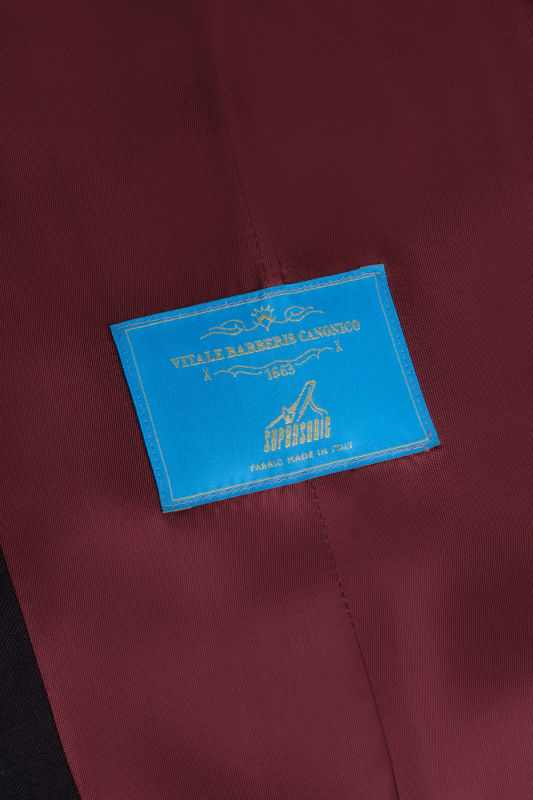 VITALE BARBERIS CANONICO
1663
SUPERSONIC
FABRIC MADE IN ITALY